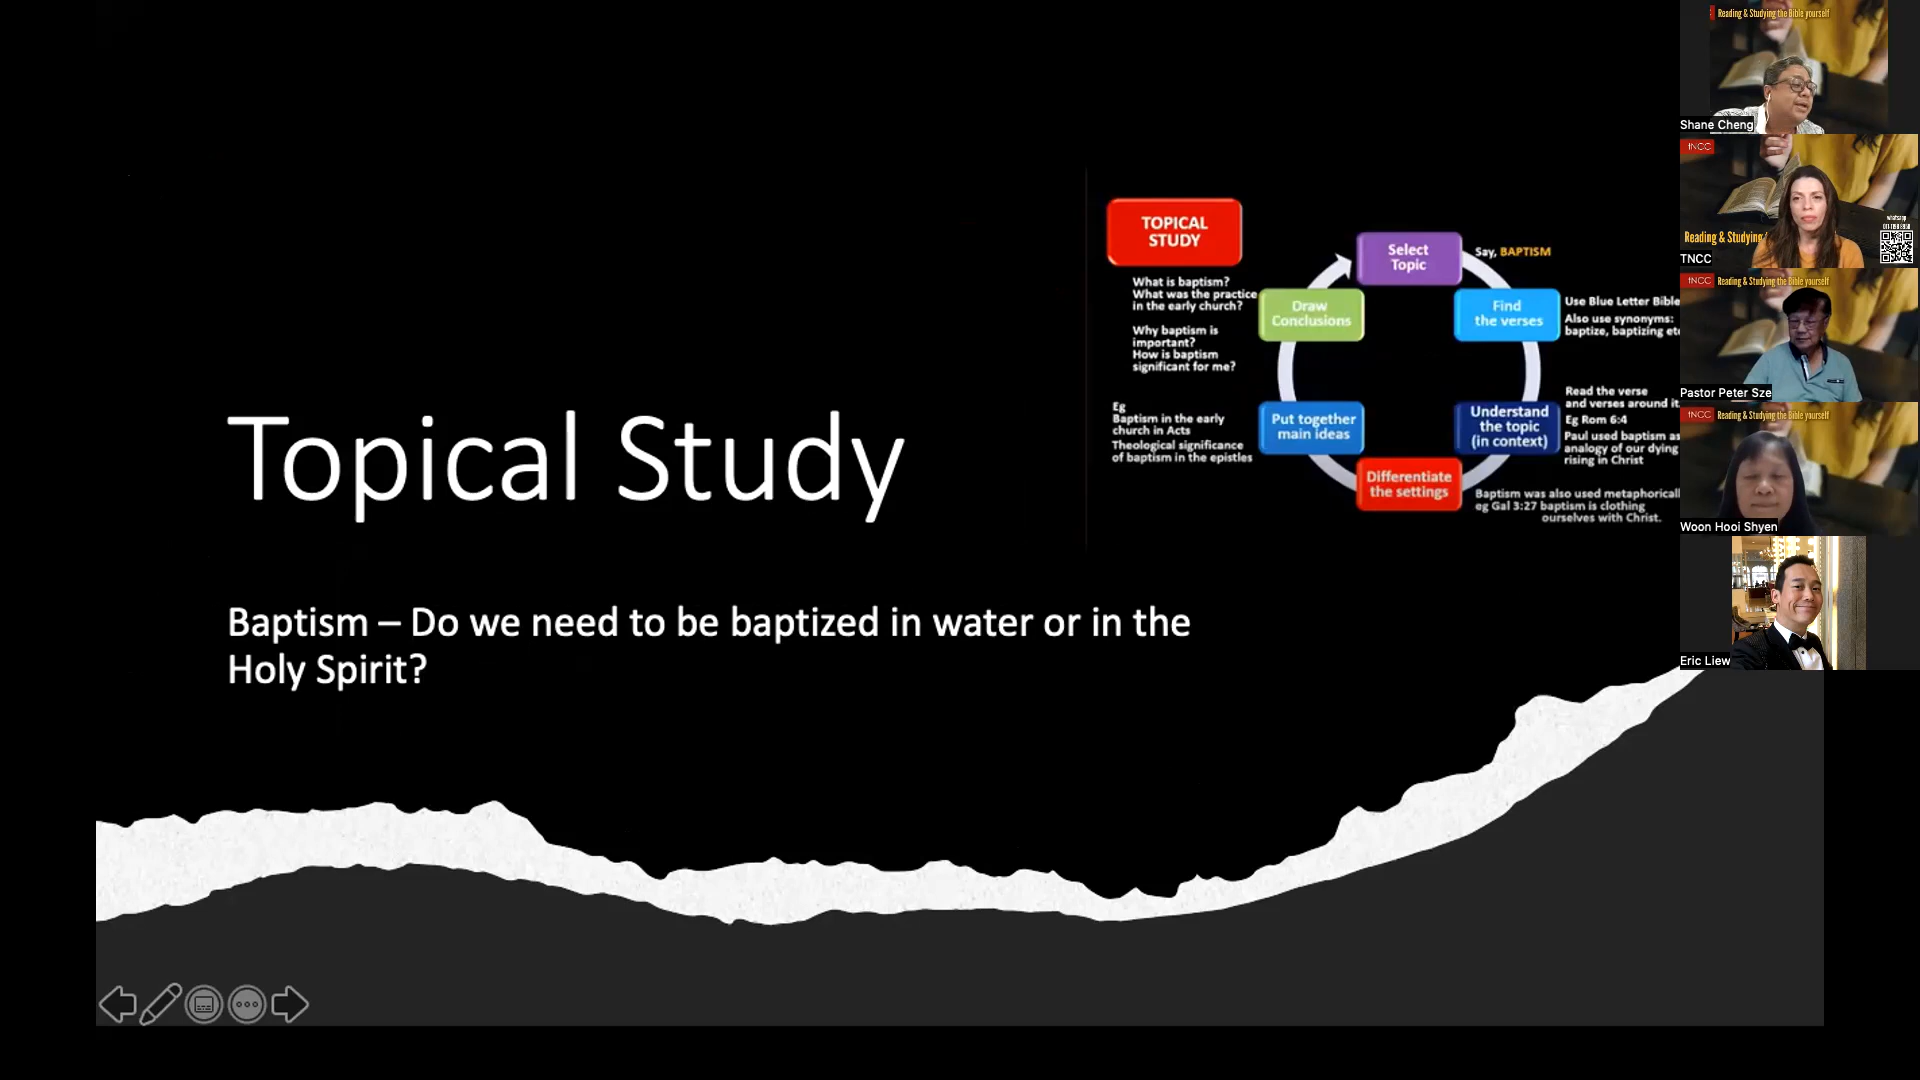 Topical Study
Baptism – Do we need to be baptized in water or in the
Holy Spirit?
TOPICAL
STUDY
What is baptism?
What was the practice
in the early church?
Why baptism is
important?
How is baptism
significant for me?
Eg
Baptism in the early
church in Acts
Theological significance
of baptism in the epistles
Select
Topic
Say, BAPTISM
Find
the verses
Use Blue Letter Bible
Also use synonyms:
baptize, baptizing etc
Understand
the topic
(in context)
Read the verse
and verses around it.
Eg Rom 6:4
Paul used baptism as
analogy of our dying
rising in Christ
Differentiate
the settings
Baptism was also used metaphoricall
eg Gal 3:27 baptism is clothing
ourselves with Christ.
Put together
main ideas
Draw
Conclusions
Reading & Studying the Bible yourself
Shane Cheng
tNCC
whatsapp
Reading & Studying
TNCC
tNCC
Reading & Studying the Bible yourself
Pastor Peter Sze
tNCC
Reading & Studying the Bible yourself
Woon Hooi Shyen
Eric Liew